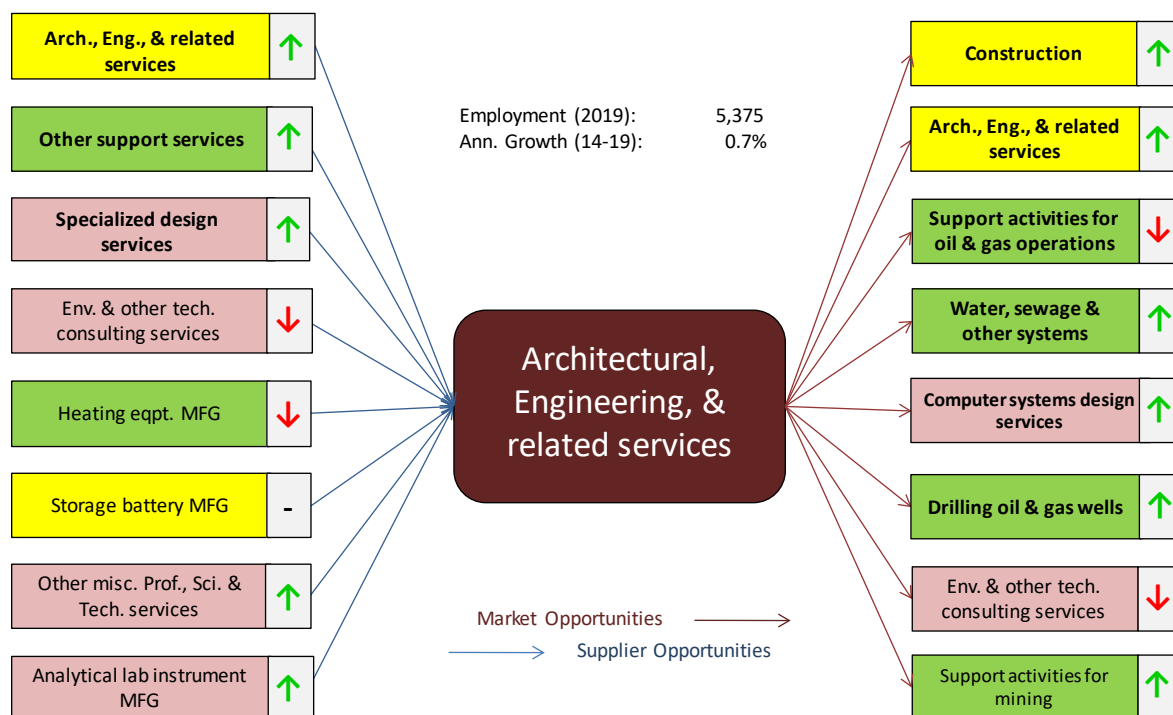 Arch., Eng., & related
services
Other support services
Specialized design
services
Env. & other tech.
consulting services
Heating eqpt. MFG
Storage battery MFG
-
Other misc. Prof., Sci. &
Tech. services
Analytical lab instrument
MFG
Employment (2019): 5,375
Ann. Growth (14-19): 0.7%
Architectural,
Engineering, &
related services
Market Opportunities
Supplier Opportunities
Construction
Arch., Eng., & related
services
Support activities for
oil & gas operations
Water, sewage &
other systems
Computer systems design
services
Drilling oil & gas wells
Env. & other tech.
consulting services
Support activities for
mining